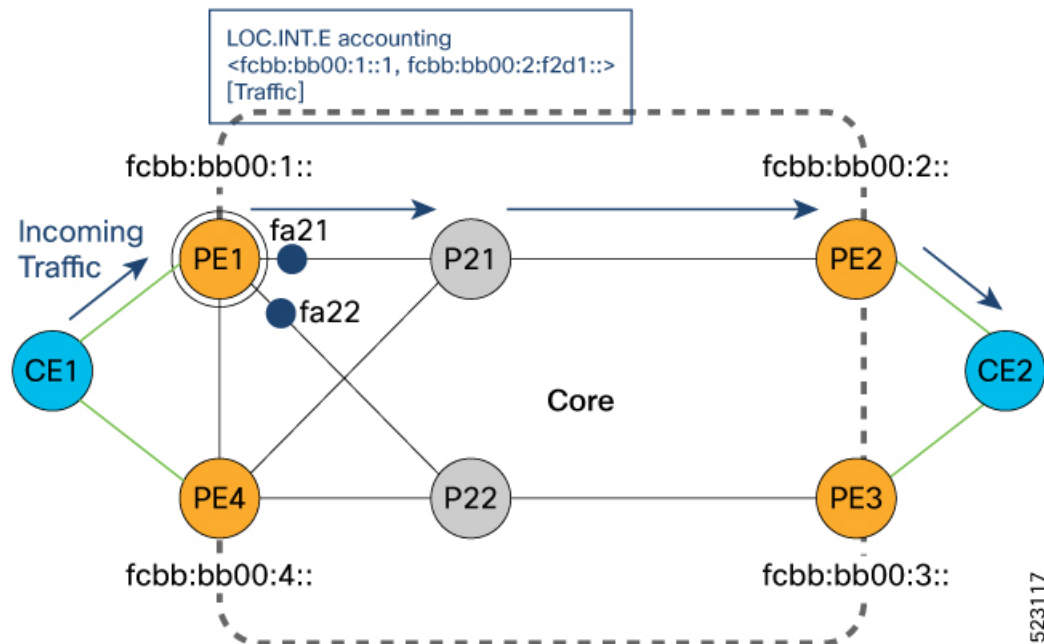 LOC.INT.E accounting
<fcbb:bb00:1::1, fcbb:bb00:2:f2d1::>
[Traffic]
fcbb:bb00:1::
fcbb:bb00:2::
Incoming
Traffic
PE1
fa21
P21
PE2
fa22
CE1
CE2
Core
PE4
P22
PE3
fcbb:bb00:4::
fcbb:bb00:3::
523117